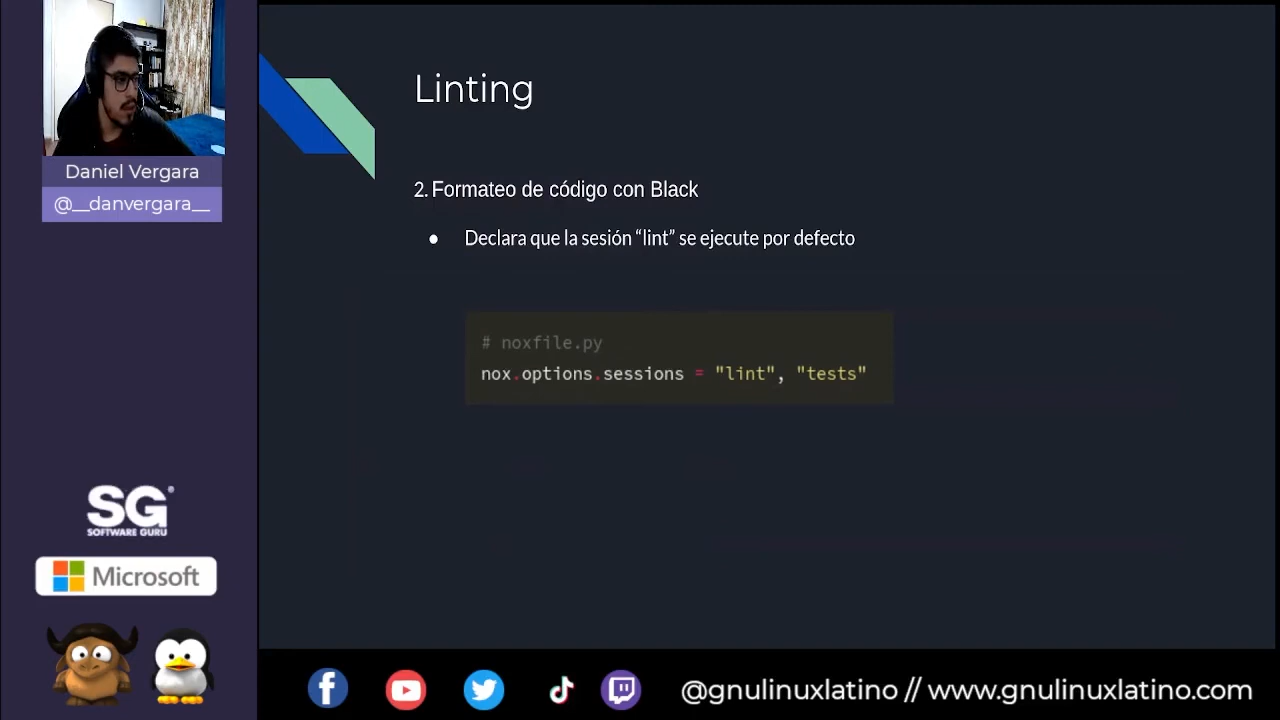 Daniel Vergara
@__danvergara__
Linting
2. Formateo de código con Black
● Declara que la sesión “lint” se ejecute por defecto
# noxfile.py
nox.options.sessions = "lint", "tests"
SG
SOFTWARE GURU
Microsoft
@gnulinuxlatino // www.gnulinuxlatino.com